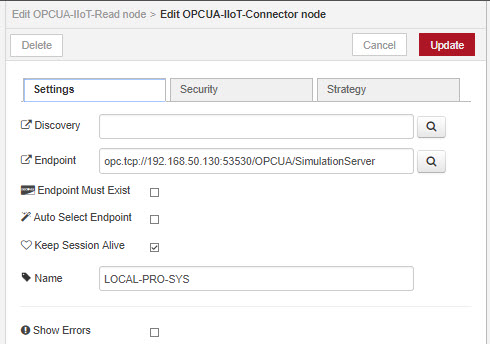 Edit OPCUA-IIoT-Read node > Edit OPCUA-IIoT-Connector node
Delete
Cancel
Update
Settings
Security
Strategy
Discovery
Endpoint
opc.tcp://192.168.50.130:53530/OPCUA/SimulationServer
Endpoint Must Exist
Auto Select Endpoint
Keep Session Alive
Name
LOCAL-PRO-SYS
Show Errors